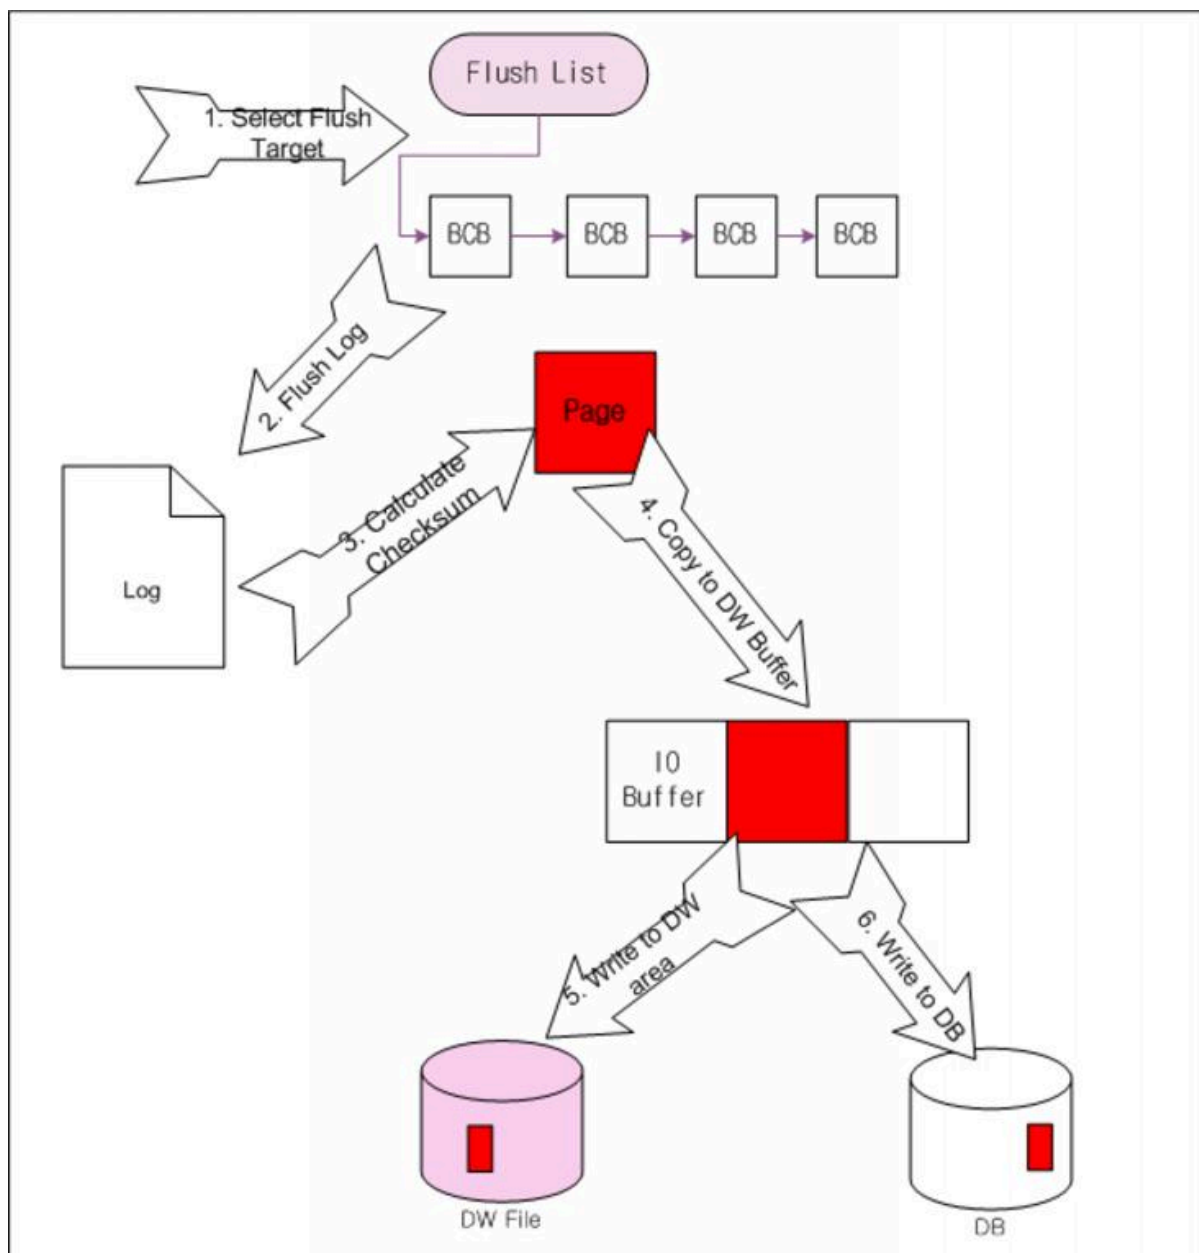 Flush List
1. Select Flush
Target
BCB
BCB
BCB
BCB
2. Flush Log
Page
3. Calculate
Checksum
Log
4. Copy to DW Buffer
IO
Buffer
5. Write to DW
area
6. Write to DB
DW File
DB